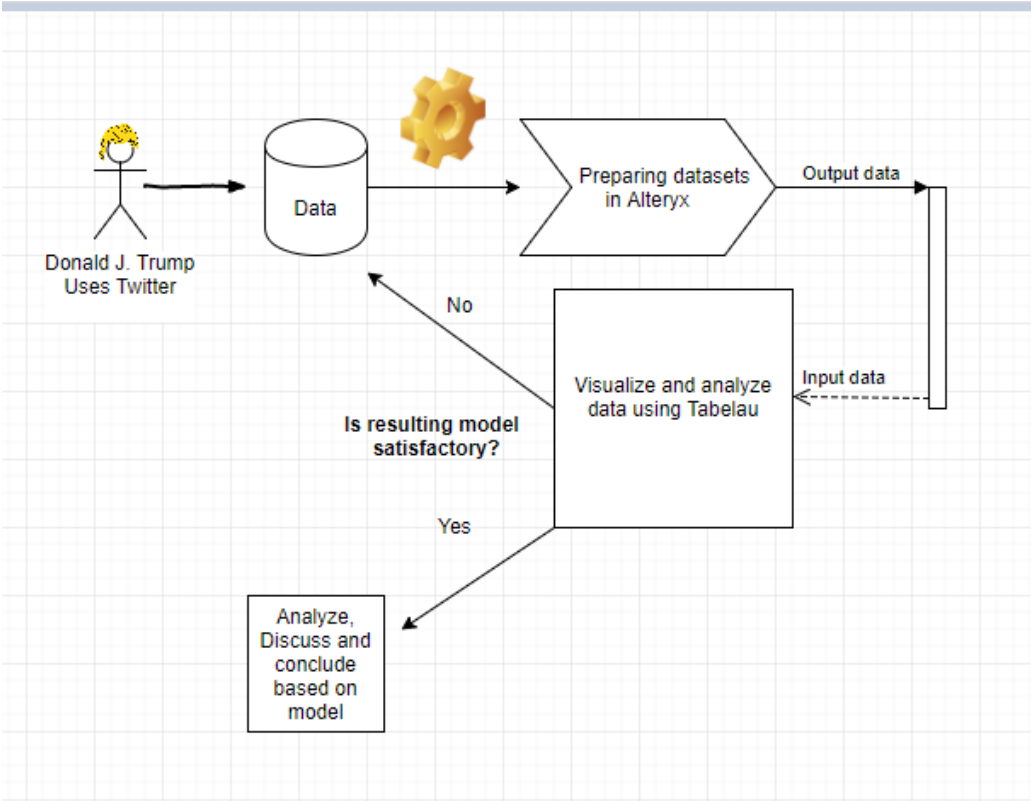 Donald J. Trump
Uses Twitter
Data
Preparing datasets
in Alteryx
Output data
Input data
Visualize and analyze
data using Tabelau
No
Is resulting model
satisfactory?
Yes
Analyze,
Discuss and
conclude
based on
model